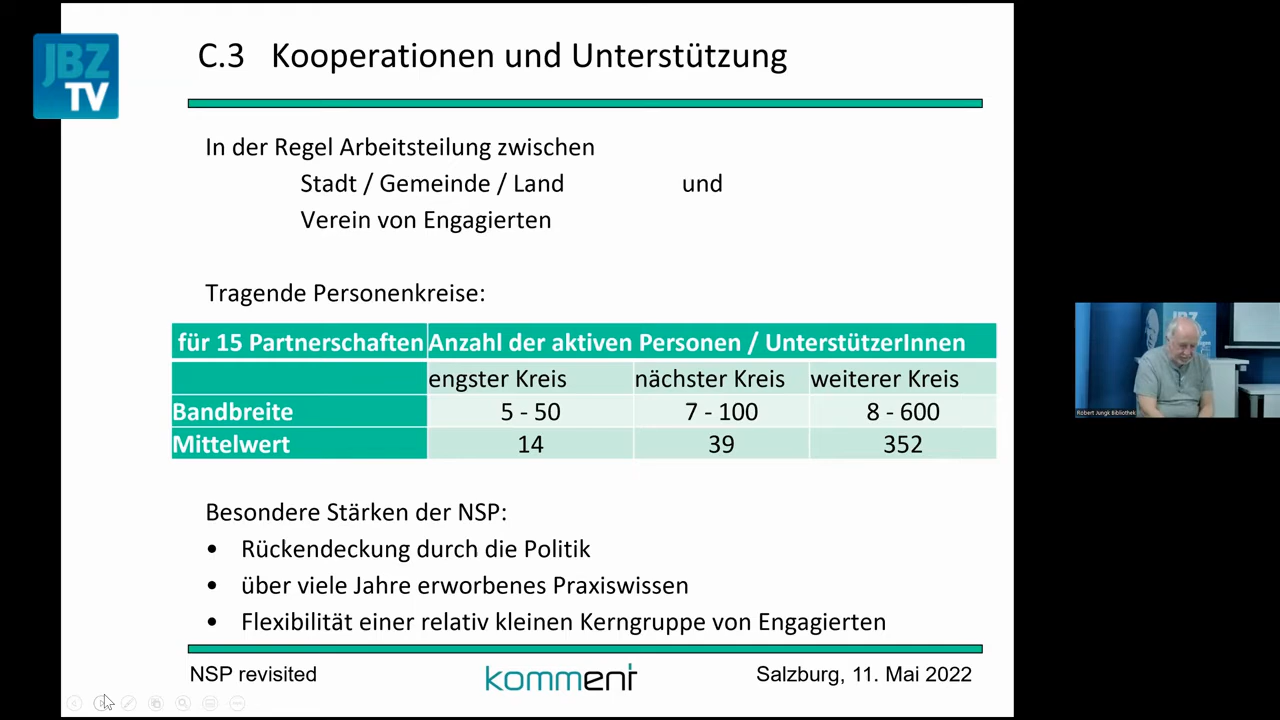 JBZ
TV
C.3 Kooperationen und Unterstützung
In der Regel Arbeitsteilung zwischen
Stadt / Gemeinde / Land und
Verein von Engagierten
Tragende Personenkreise:
für 15 Partnerschaften Anzahl der aktiven Personen / UnterstützerInnen
engster Kreis nächster Kreis weiterer Kreis
Bandbreite 5 - 50 7 - 100 8 - 600
Mittelwert 14 39 352
Besondere Stärken der NSP:
• Rückendeckung durch die Politik
• über viele Jahre erworbenes Praxiswissen
• Flexibilität einer relativ kleinen Kerngruppe von Engagierten
NSP revisited komment Salzburg, 11. Mai 2022
JBZ
Robert Jungk Bibliothek